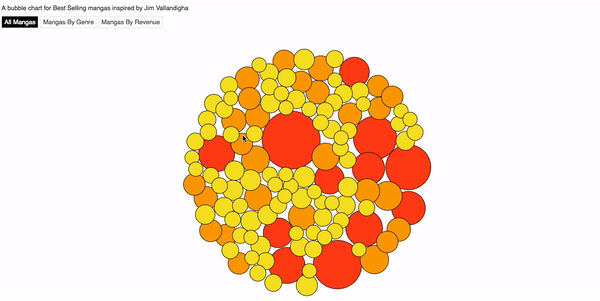 A bubble chart for Best Selling mangas inspired by Jim Vallandigha
All Mangas
Mangas By Genre
Mangas By Revenue